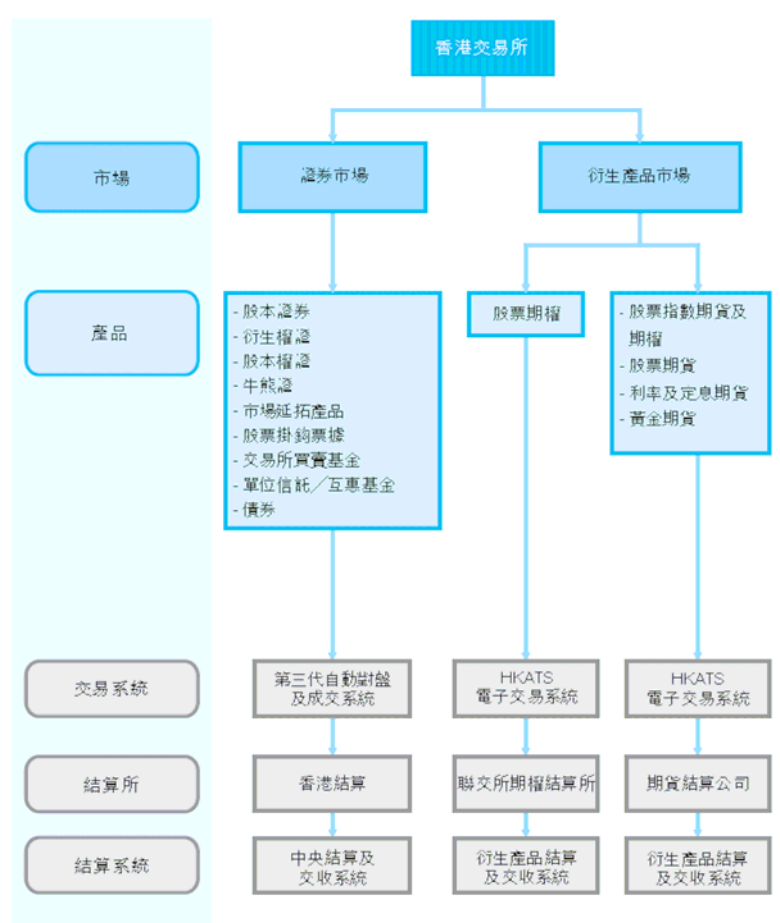 香港交易所
市場
證券市場
衍生產品市場
產品
- 股本證券
- 衍生權證
- 股本權證
- 牛熊證
- 市場延拓產品
- 股票掛鈎票據
- 交易所買賣基金
- 單位信託／互惠基金
- 債券
股票期權
- 股票指數期貨及
期權
- 股票期貨
- 利率及定息期貨
- 黃金期貨
交易系統
第三代自動對盤
及成交系統
HKATS
電子交易系統
HKATS
電子交易系統
結算所
香港結算
聯交所期權結算所
期貨結算公司
結算系統
中央結算及
交收系統
衍生產品結算
及交收系統
衍生產品結算
及交收系統